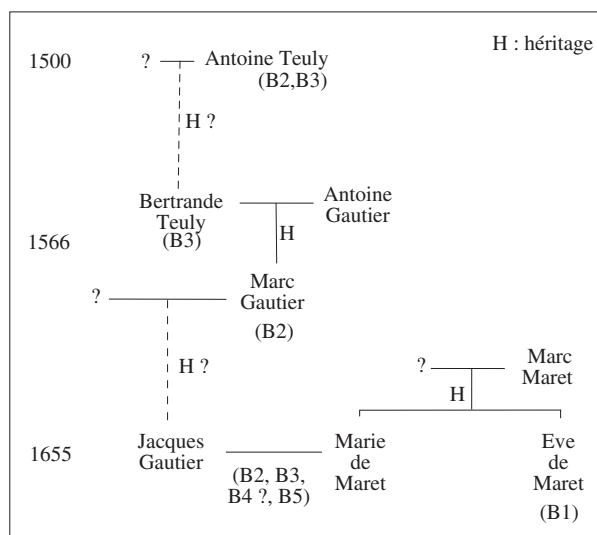 H : héritage
1500
? Antoine Teuly
(B2,B3)
H ?
Bertrande
Teuly
(B3)
Antoine
Gautier
1566
H
?
Marc
Gautier
(B2)
H ?
?
Marc
Maret
H
1655
Jacques
Gautier
(B2, B3,
B4 ?, B5)
Marie
de
Maret
Eve
de
Maret
(B1)